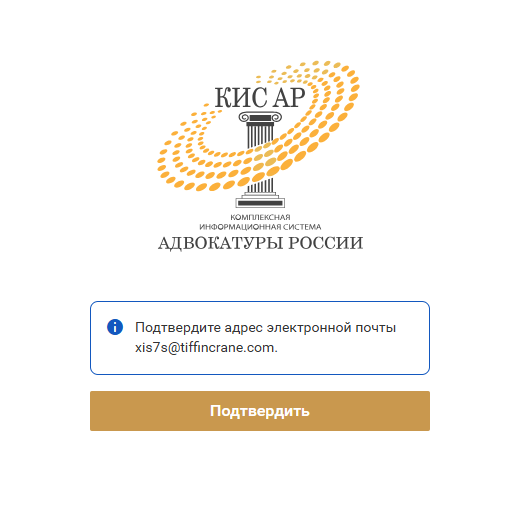 КИС АР
КОМПЛЕКСНАЯ
ИНФОРМАЦИОННАЯ СИСТЕМА
АДВОКАТУРЫ РОССИИ
Подтвердите адрес электронной почты
xis7s@tiffincrane.com.
Подтвердить